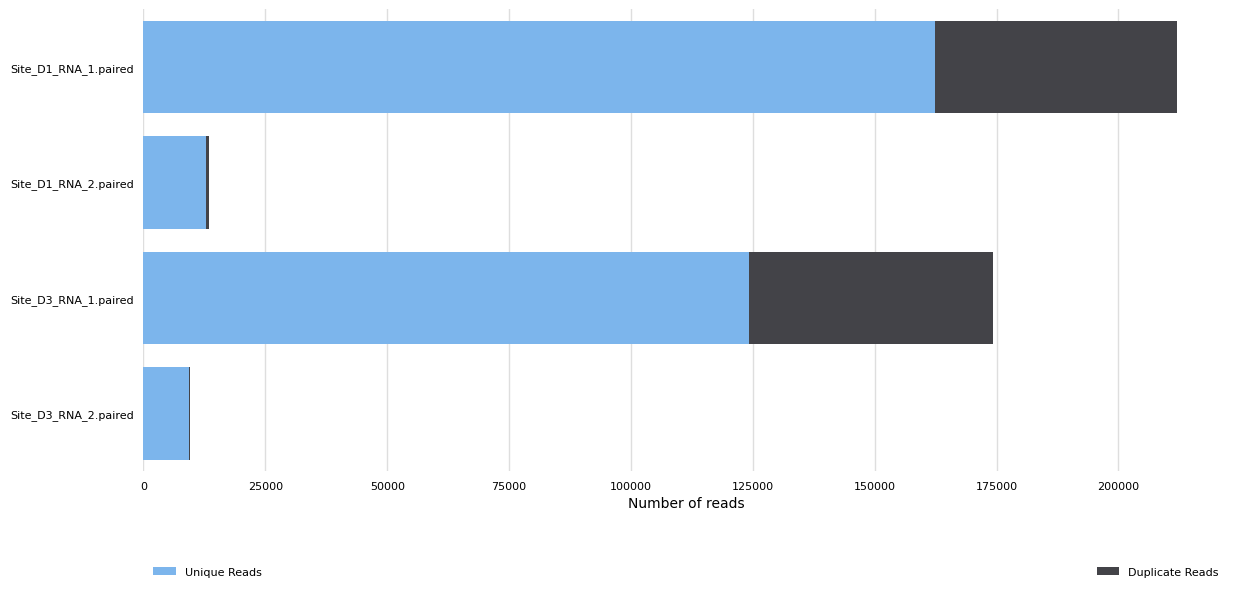 Site_D1_RNA_1.paired
Site_D1_RNA_2.paired
Site_D3_RNA_1.paired
Site_D3_RNA_2.paired
0 25000 50000 75000 100000 125000 150000 175000 200000
Number of reads
Unique Reads Duplicate Reads